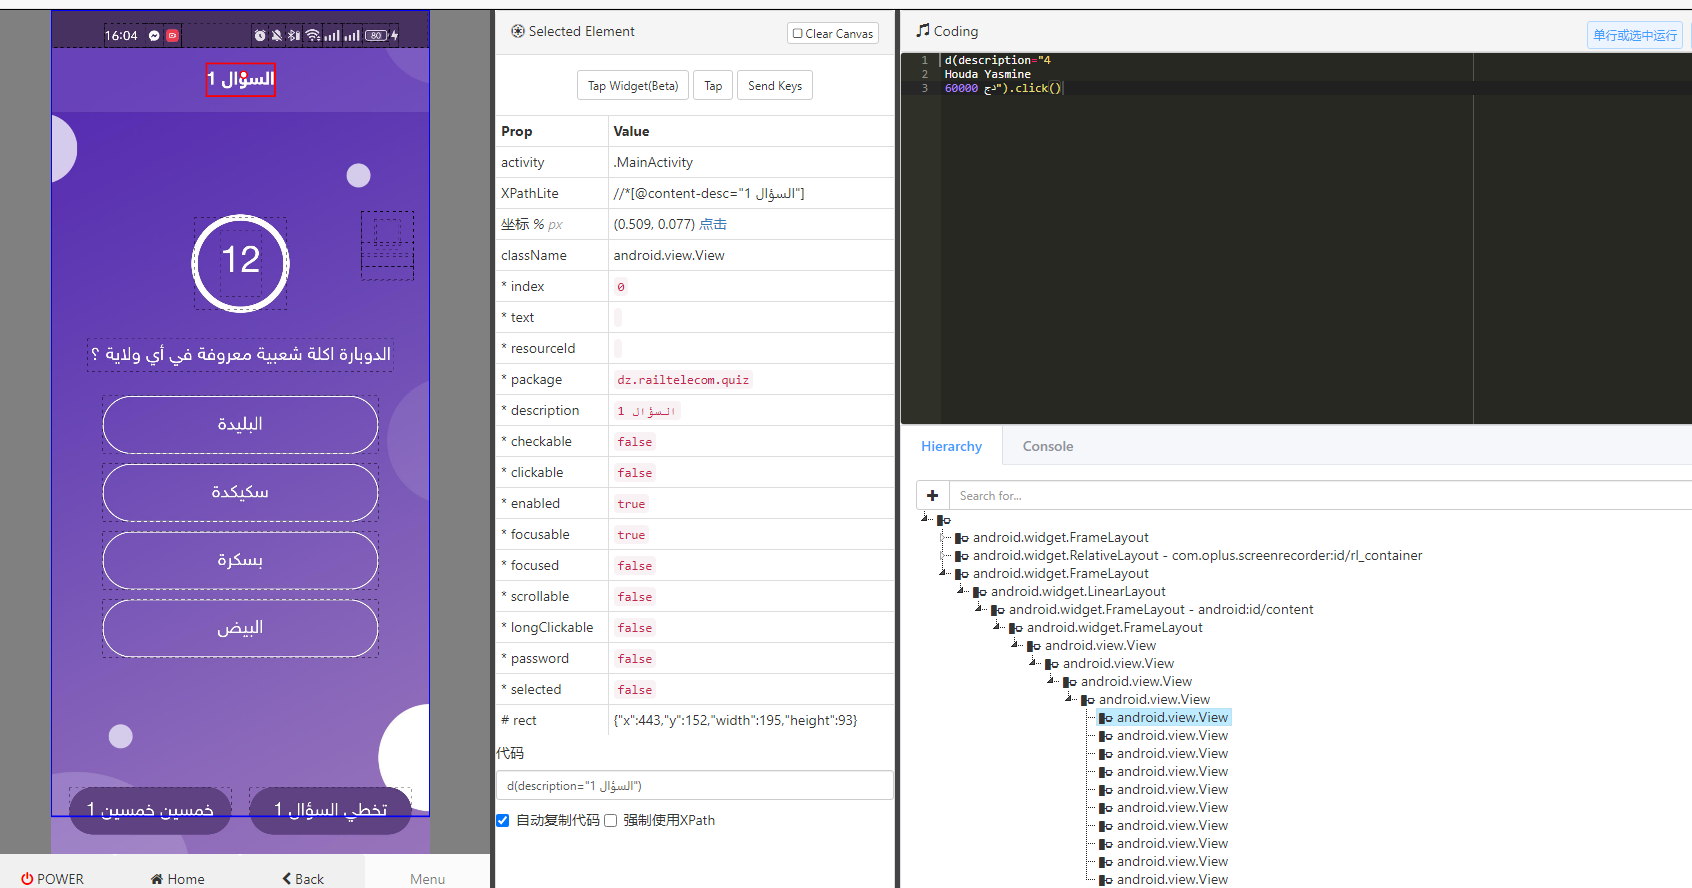 16:04
80
السؤال 1
12
الدوبارة اكلة شعبية معروفة في أي ولاية ؟
البليدة
سكيكدة
بسكرة
البيض
خمسين خمسين 1
تخطي السؤال 1
POWER
Home
Back
Menu
Selected Element
Clear Canvas
Tap Widget(Beta)
Tap
Send Keys
Prop Value
activity .MainActivity
XPathLite //*[@content-desc="السؤال 1"]
坐标 % px (0.509, 0.077) 点击
className android.view.View
* index 0
* text
* resourceId
* package dz.railtelecom.quiz
* description السؤال 1
* checkable false
* clickable false
* enabled true
* focusable true
* focused false
* scrollable false
* longClickable false
* password false
* selected false
# rect {"x":443,"y":152,"width":195,"height":93}
代码
d(description="السؤال 1")
自动复制代码 强制使用XPath
Coding
单行或选中运行
1 d(description="4
2 Houda Yasmine
3 60000 دج").click()
Hierarchy
Console
Search for...
android.widget.FrameLayout
android.widget.RelativeLayout - com.oplus.screenrecorder:id/rl_container
android.widget.FrameLayout
android.widget.LinearLayout
android.widget.FrameLayout - android:id/content
android.widget.FrameLayout
android.view.View
android.view.View
android.view.View
android.view.View
android.view.View
android.view.View
android.view.View
android.view.View
android.view.View
android.view.View
android.view.View
android.view.View
android.view.View
android.view.View